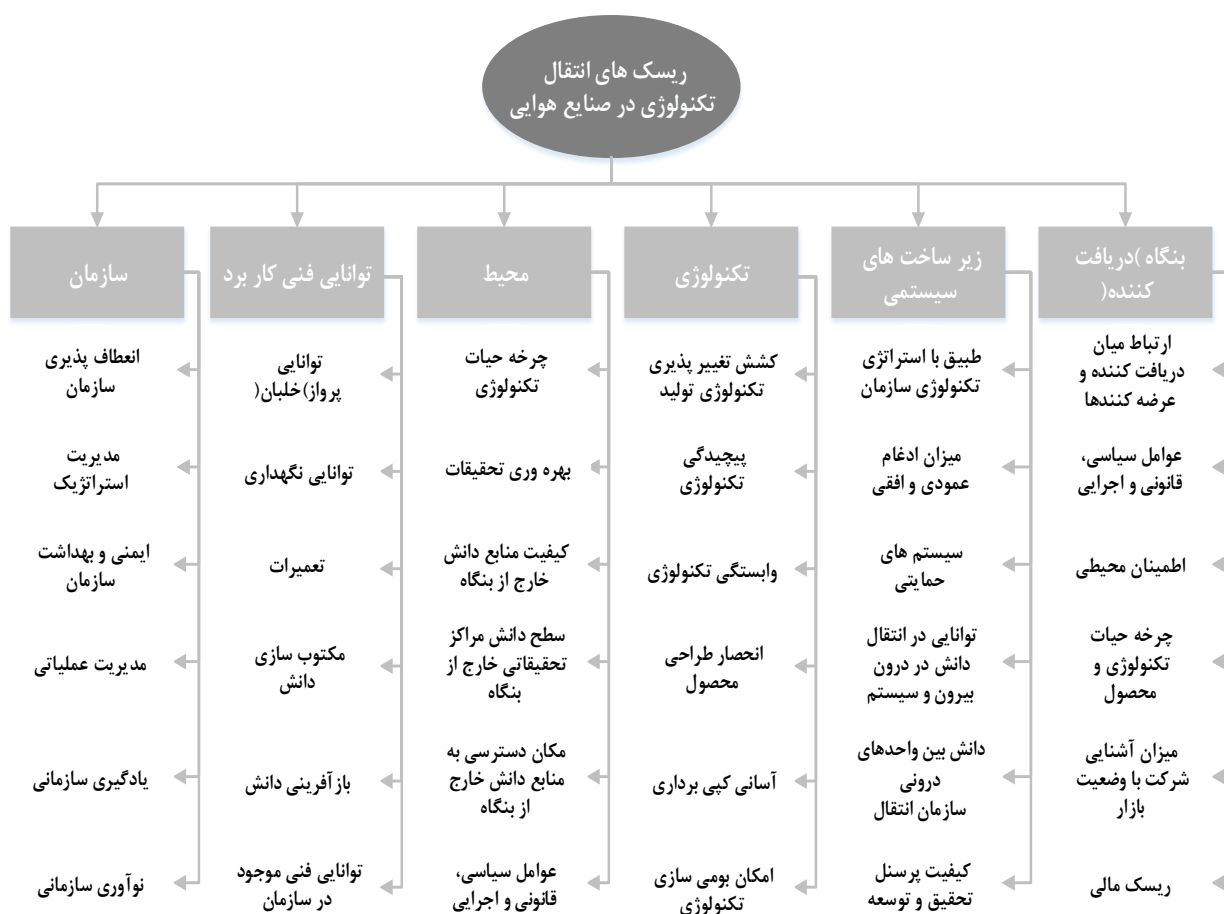 ریسک های انتقال
تکنولوژی در صنایع هوایی
بنگاه )دریافت
کننده(
ارتباط میان
دریافت کننده و
عرضه کنندها
عوامل سیاسی،
قانونی و اجرایی
اطمینان محیطی
چرخه حیات
تکنولوژی و
محصول
میزان آشنایی
شرکت با وضعیت
بازار
ریسک مالی
زیر ساخت های
سیستمی
طبیق با استراتژی
تکنولوژی سازمان
میزان ادغام
عمودی و افقی
سیستم های
حمایتی
توانایی در انتقال
دانش در درون
بیرون و سیستم
دانش بین واحدهای
درونی
سازمان انتقال
کیفیت پرسنل
تحقیق و توسعه
تکنولوژی
کشش تغییر پذیری
تکنولوژی تولید
پیچیدگی
تکنولوژی
وابستگی تکنولوژی
انحصار طراحی
محصول
آسانی کپی برداری
امکان بومی سازی
تکنولوژی
محیط
چرخه حیات
تکنولوژی
بهره وری تحقیقات
کیفیت منابع دانش
خارج از بنگاه
سطح دانش مراکز
تحقیقاتی خارج از
بنگاه
مکان دسترسی به
منابع دانش خارج
از بنگاه
عوامل سیاسی،
قانونی و اجرایی
توانایی فنی کار برد
توانایی
پرواز)خلبان(
توانایی نگهداری
تعمیرات
مکتوب سازی
دانش
باز آفرینی دانش
توانایی فنی موجود
در سازمان
سازمان
انعطاف پذیری
سازمان
مدیریت
استراتژیک
ایمنی و بهداشت
سازمان
مدیریت عملیاتی
یادگیری سازمانی
نوآوری سازمانی